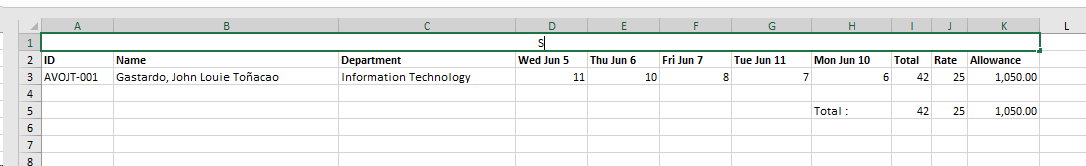 A B C D E F G H I J K L
1 S
2 ID Name Department Wed Jun 5 Thu Jun 6 Fri Jun 7 Tue Jun 11 Mon Jun 10 Total Rate Allowance
3 AVOJT-001 Gastardo, John Louie Toñacao Information Technology 11 10 8 7 6 42 25 1,050.00
4
5 Total : 42 25 1,050.00
6
7
8